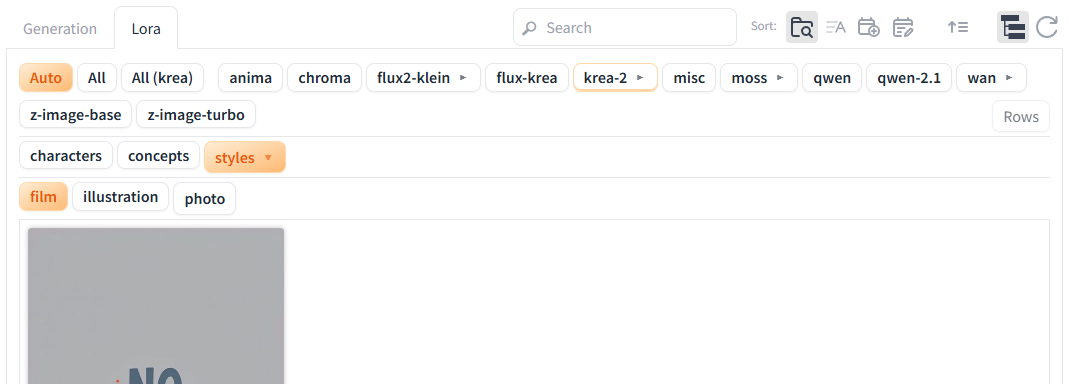 Generation Lora Search Sort:
Auto All All (krea) anima chroma flux2-klein flux-krea krea-2 misc moss qwen qwen-2.1 wan
z-image-base z-image-turbo Rows
characters concepts styles
film illustration photo
NO